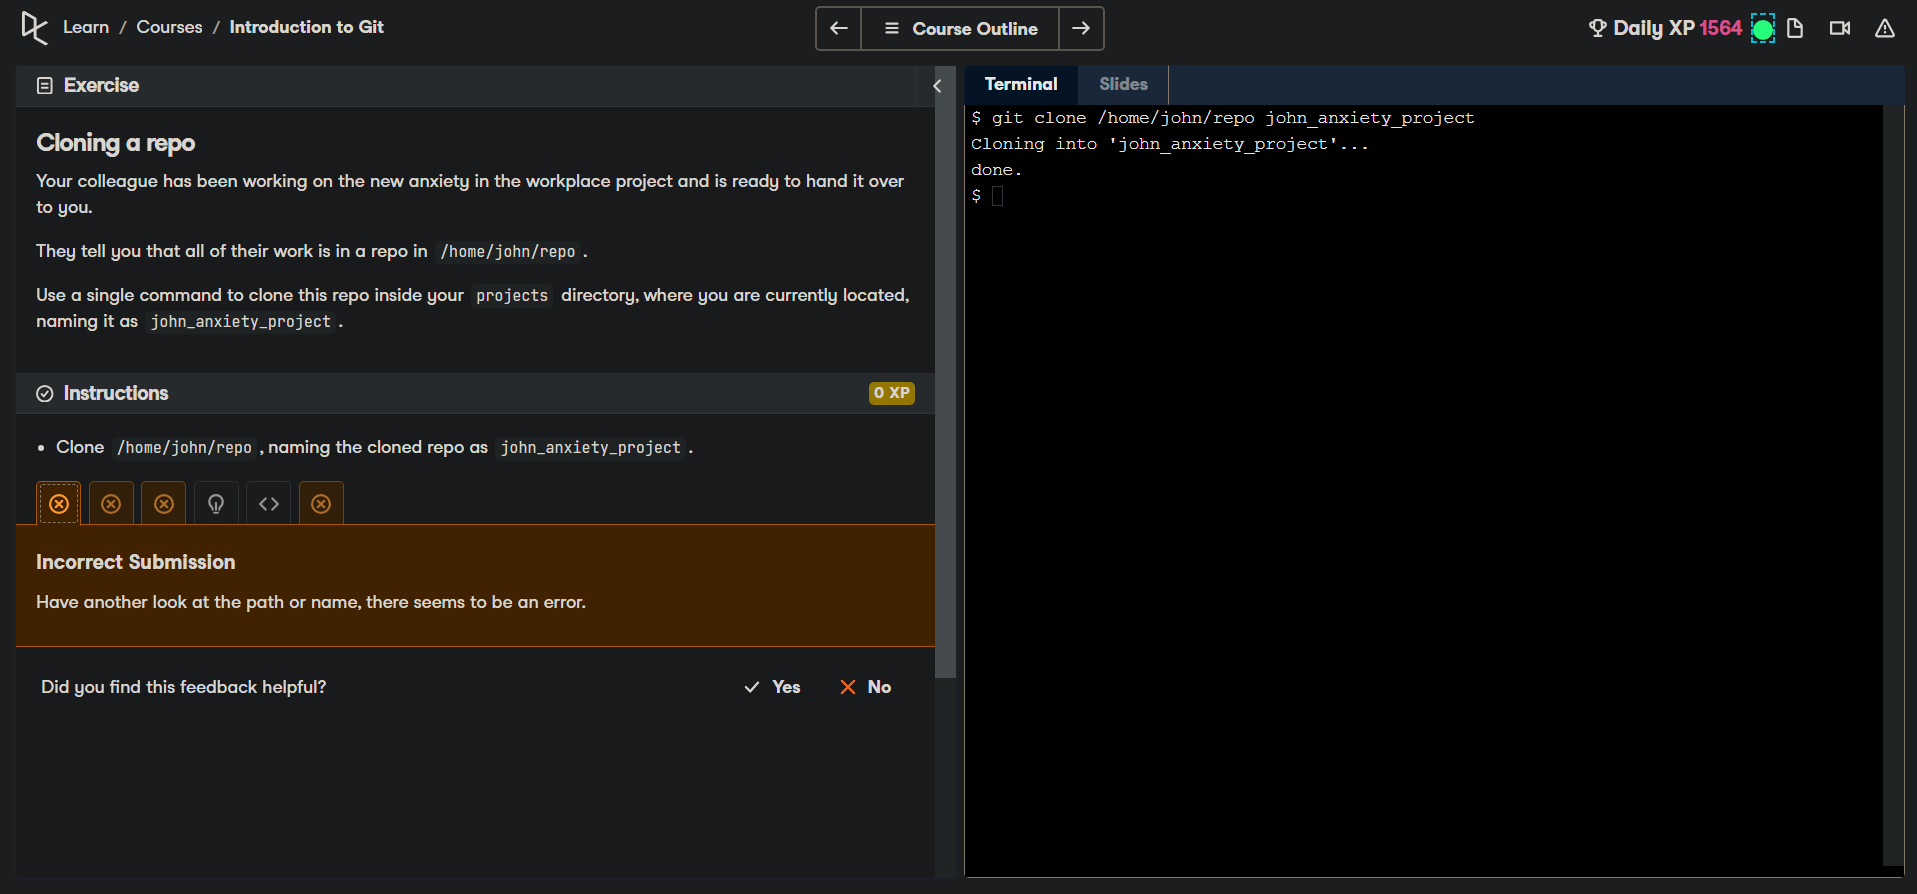 Learn / Courses / Introduction to Git
Course Outline
Daily XP 1564
Exercise
Cloning a repo
Your colleague has been working on the new anxiety in the workplace project and is ready to hand it over
to you.
They tell you that all of their work is in a repo in /home/john/repo .
Use a single command to clone this repo inside your projects directory, where you are currently located,
naming it as john_anxiety_project .
Instructions
0 XP
• Clone /home/john/repo , naming the cloned repo as john_anxiety_project .
Incorrect Submission
Have another look at the path or name, there seems to be an error.
Did you find this feedback helpful?
Yes
No
Terminal
Slides
$ git clone /home/john/repo john_anxiety_project
Cloning into 'john_anxiety_project'...
done.
$